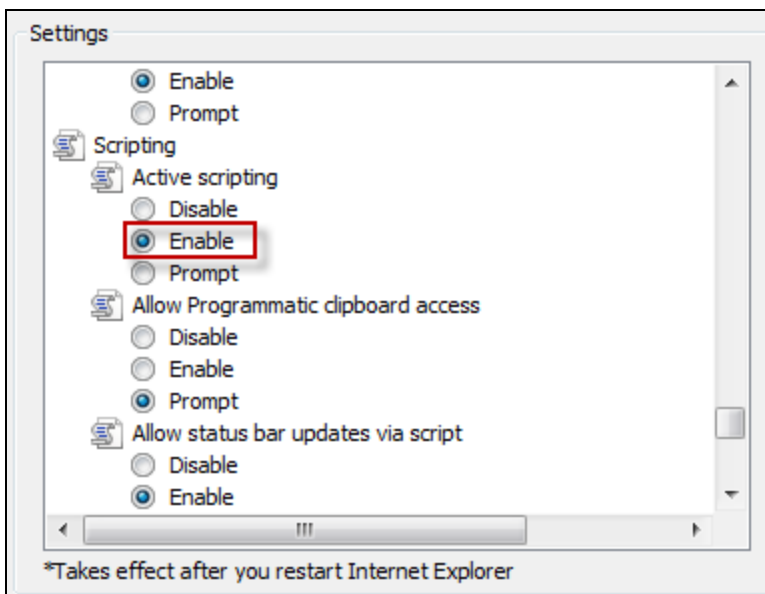 Settings
Enable
Prompt
Scripting
Active scripting
Disable
Enable
Prompt
Allow Programmatic clipboard access
Disable
Enable
Prompt
Allow status bar updates via script
Disable
Enable
*Takes effect after you restart Internet Explorer